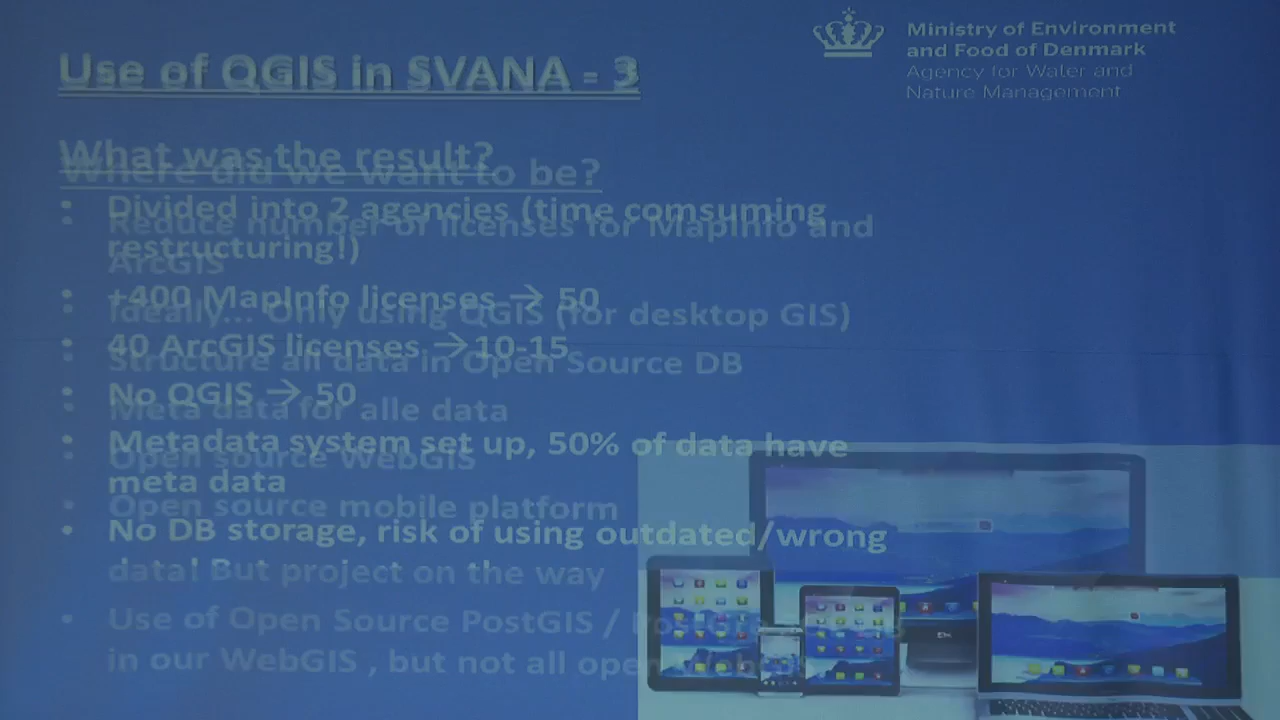 Ministry of Environment
and Food of Denmark
Agency for Water and
Nature Management
Use of QGIS in SVANA - 3
What was the result?
Where did we want to be?
• Divided into 2 agencies (time comsuming
restructuring!)
• Reduce number of licenses for MapInfo and
ArcGIS
• +400 MapInfo licenses → 50
• Ideally... Only using QGIS (for desktop GIS)
• 40 ArcGIS licenses → 10-15
• Structure all data in Open Source DB
• No QGIS → 50
• Meta data for alle data
• Metadata system set up, 50% of data have
meta data
• Open source WebGIS
• Open source mobile platform
• No DB storage, risk of using outdated/wrong
data! But project on the way
• Use of Open Source PostGIS /
in our WebGIS , but not all open